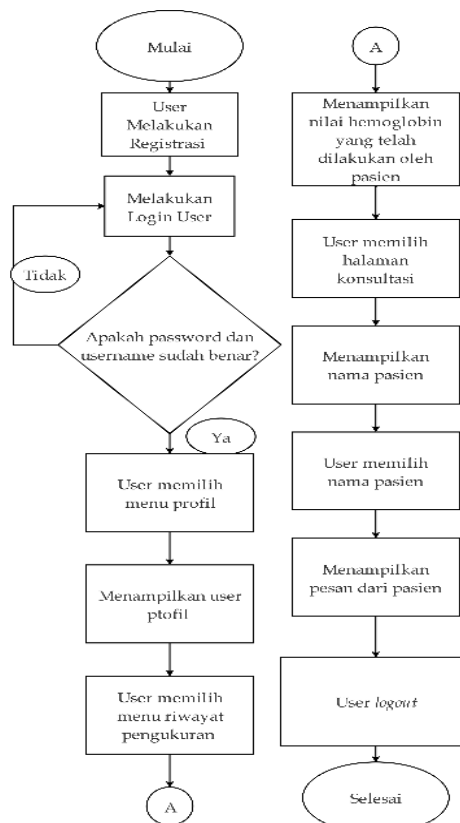 Mulai
User
Melakukan
Registrasi
Melakukan
Login User
Tidak
Apakah password dan
username sudah benar?
Ya
User memilih
menu profil
Menampilkan user
ptofil
User memilih
menu riwayat
pengukuran
A
A
Menampilkan
nilai hemoglobin
yang telah
dilakukan oleh
pasien
User memilih
halaman
konsultasi
Menampilkan
nama pasien
User memilih
nama pasien
Menampilkan
pesan dari pasien
User logout
Selesai